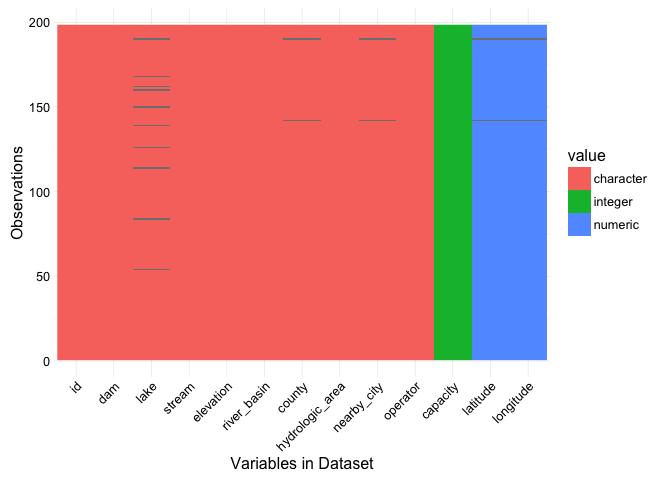 200
150
100
50
0
Observations
id
dam
lake
stream
elevation
river_basin
county
hydrologic_area
nearby_city
operator
capacity
latitude
longitude
Variables in Dataset
value
character
integer
numeric